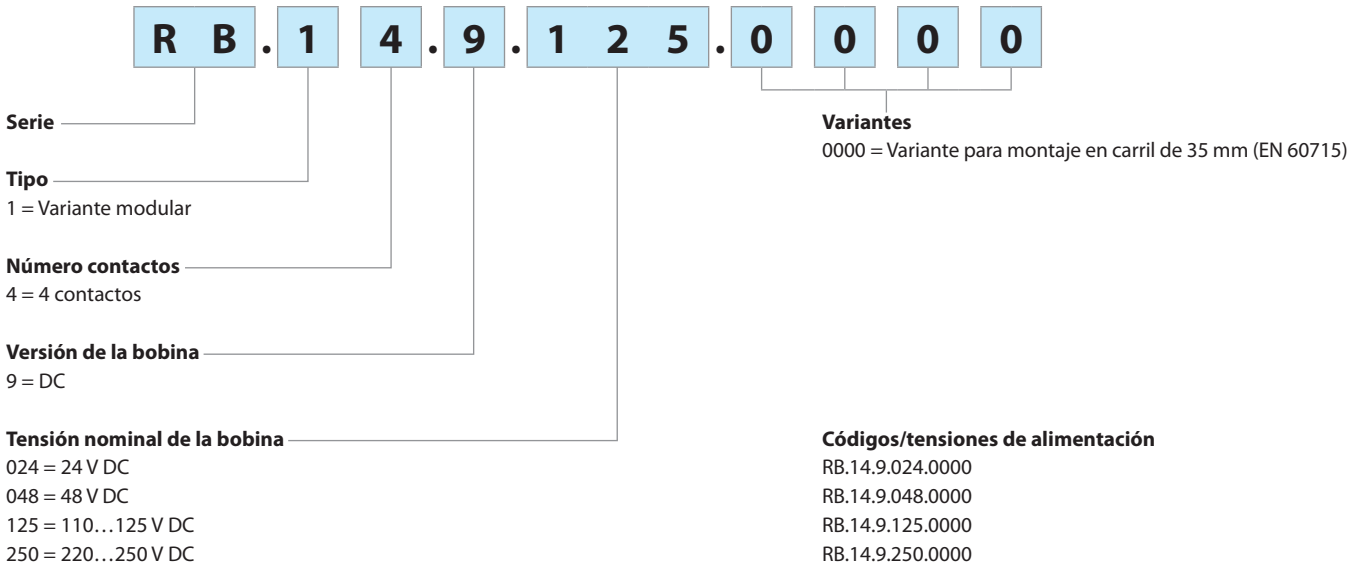 R B . 1 4 . 9 . 1 2 5 . 0 0 0 0
Serie
Tipo
1 = Variante modular
Número contactos
4 = 4 contactos
Versión de la bobina
9 = DC
Tensión nominal de la bobina
024 = 24 V DC
048 = 48 V DC
125 = 110…125 V DC
250 = 220…250 V DC
Variantes
0000 = Variante para montaje en carril de 35 mm (EN 60715)
Códigos/tensiones de alimentación
RB.14.9.024.0000
RB.14.9.048.0000
RB.14.9.125.0000
RB.14.9.250.0000